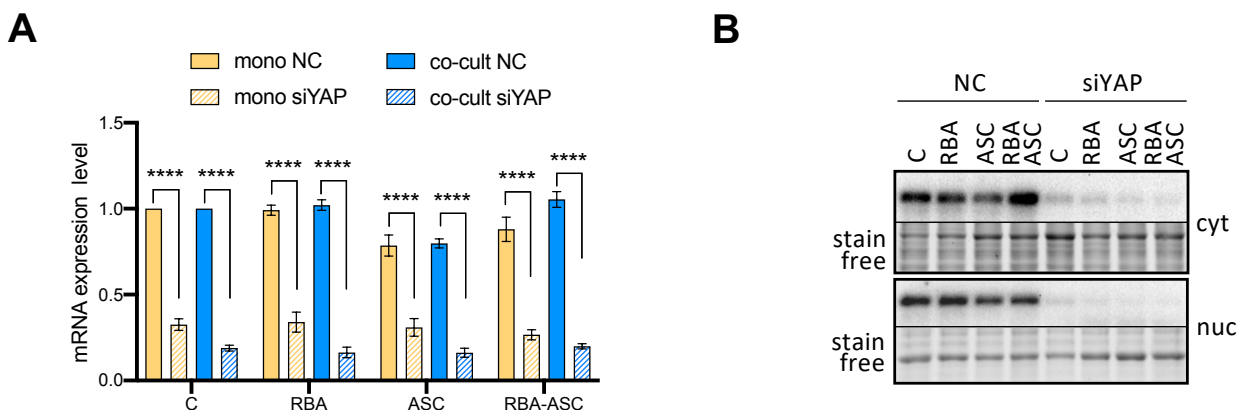 A
mono NC
co-cult NC
mono siYAP
co-cult siYAP
mRNA expression level
1.5
1.0
0.5
0.0
**** **** **** **** **** **** **** ****
C RBA ASC RBA-ASC
B
NC siYAP
C RBA ASC RBA ASC C RBA ASC RBA ASC
cyt
stain
free
nuc
stain
free